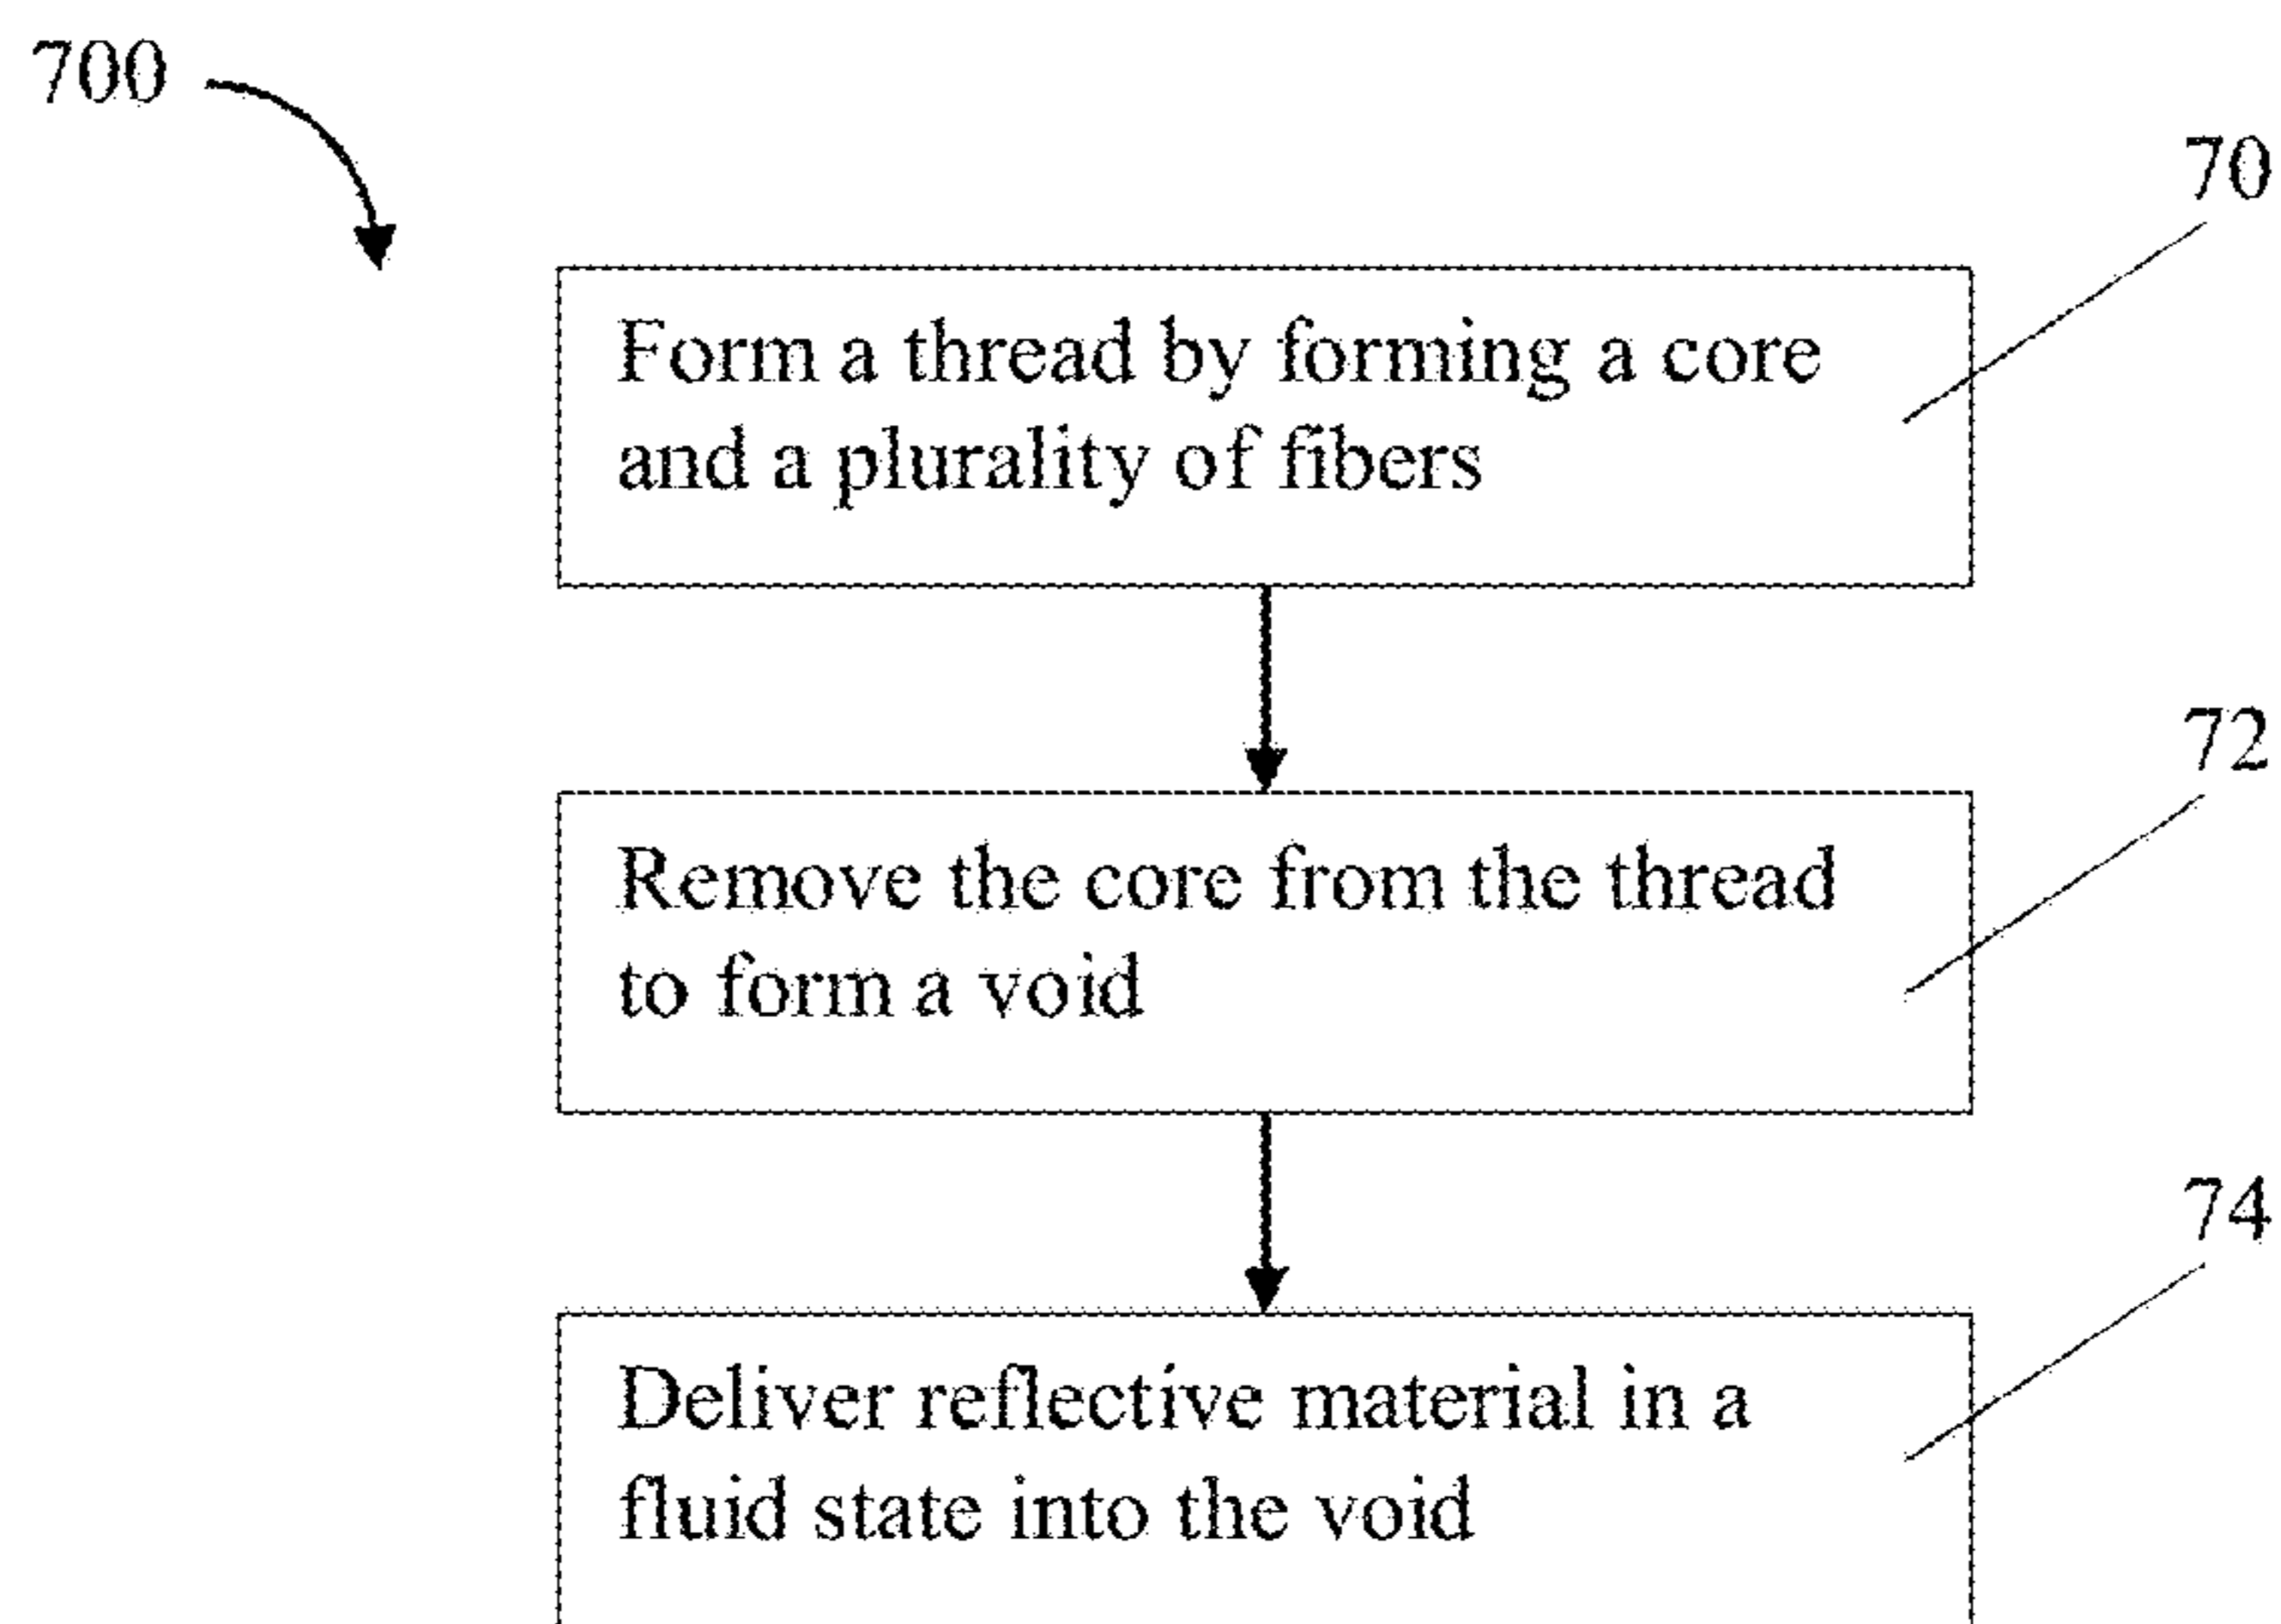 700
70
Form a thread by forming a core
and a plurality of fibers
72
Remove the core from the thread
to form a void
74
Deliver reflective material in a
fluid state into the void